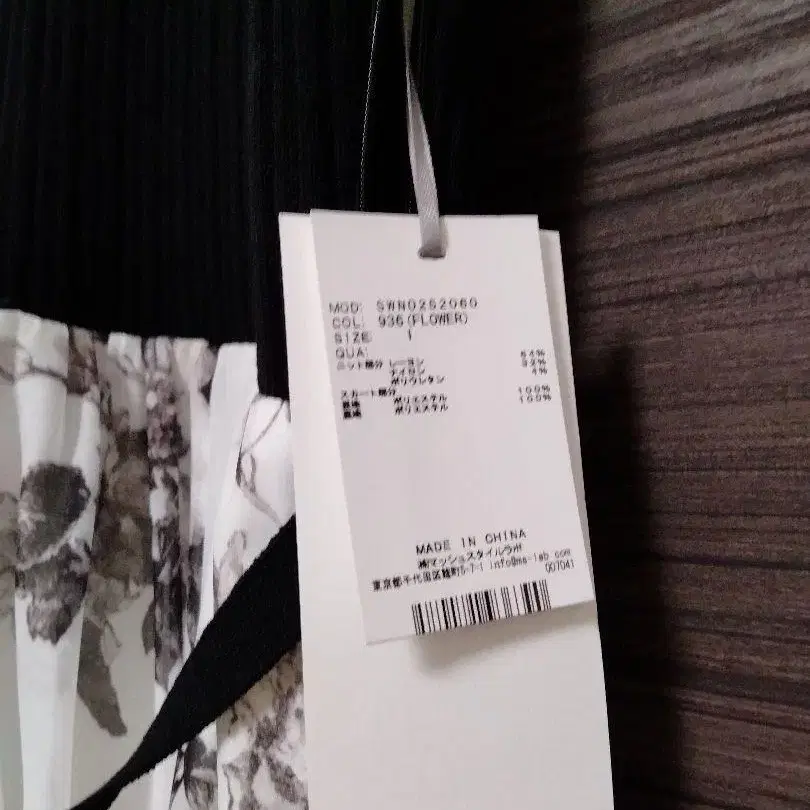 MOD: SWND252060
COL: 936(FLOWER)
SIZE: 1
QUA:
ニット部分 レーヨン 64%
ナイロン 32%
ポリウレタン 4%
スカート部分
表地 ポリエステル 100%
裏地 ポリエステル 100%
MADE IN CHINA
㈱マッシュスタイルラボ
東京都千代田区麹町5-7-1 info@ms-lab.com
007041